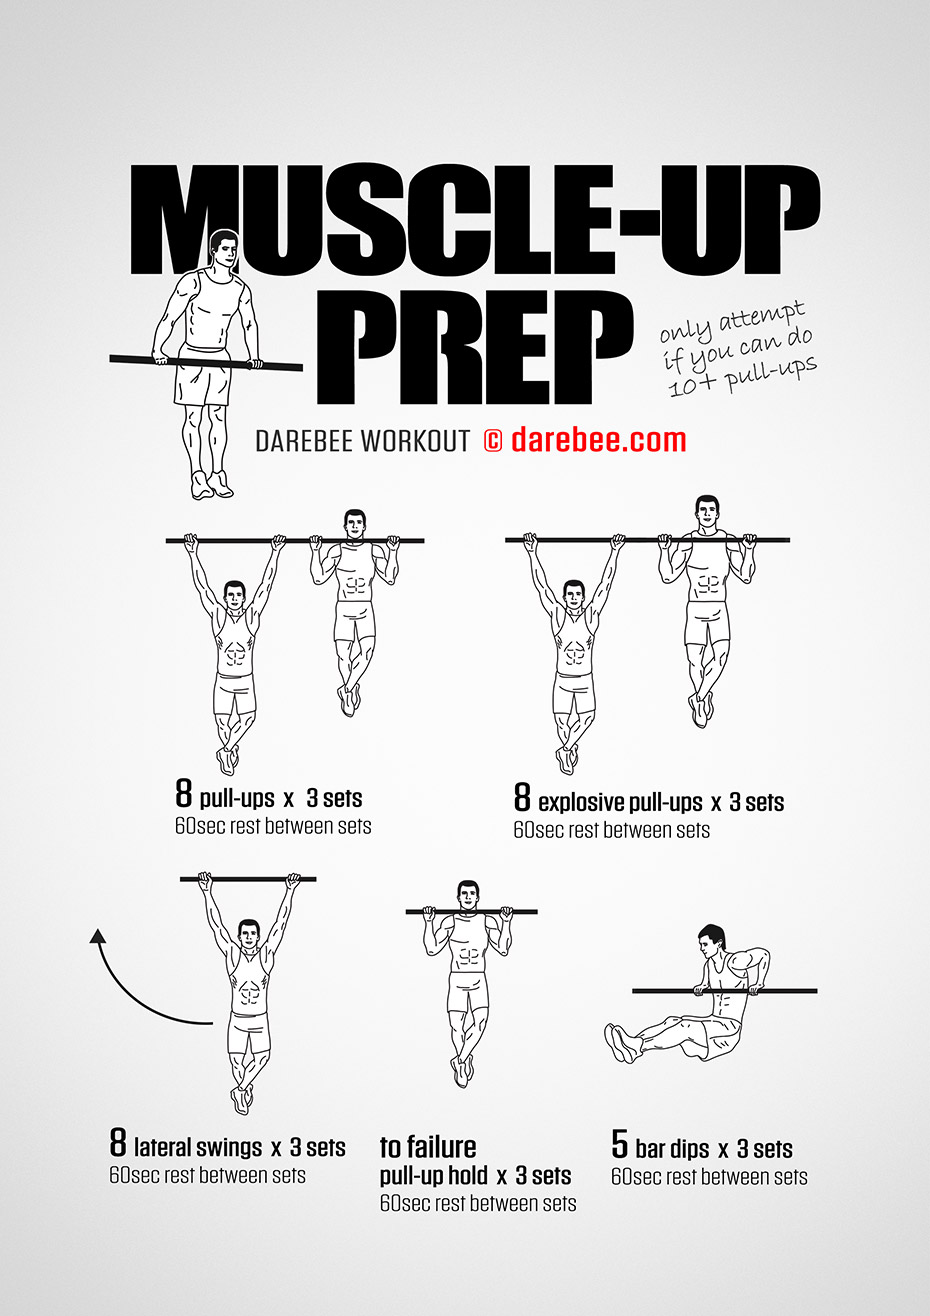 MUSCLE-UP
PREP
only attempt
if you can do
10+ pull-ups
DAREBEE WORKOUT © darebee.com
8 pull-ups x 3 sets
60sec rest between sets
8 explosive pull-ups x 3 sets
60sec rest between sets
8 lateral swings x 3 sets
60sec rest between sets
to failure
pull-up hold x 3 sets
60sec rest between sets
5 bar dips x 3 sets
60sec rest between sets